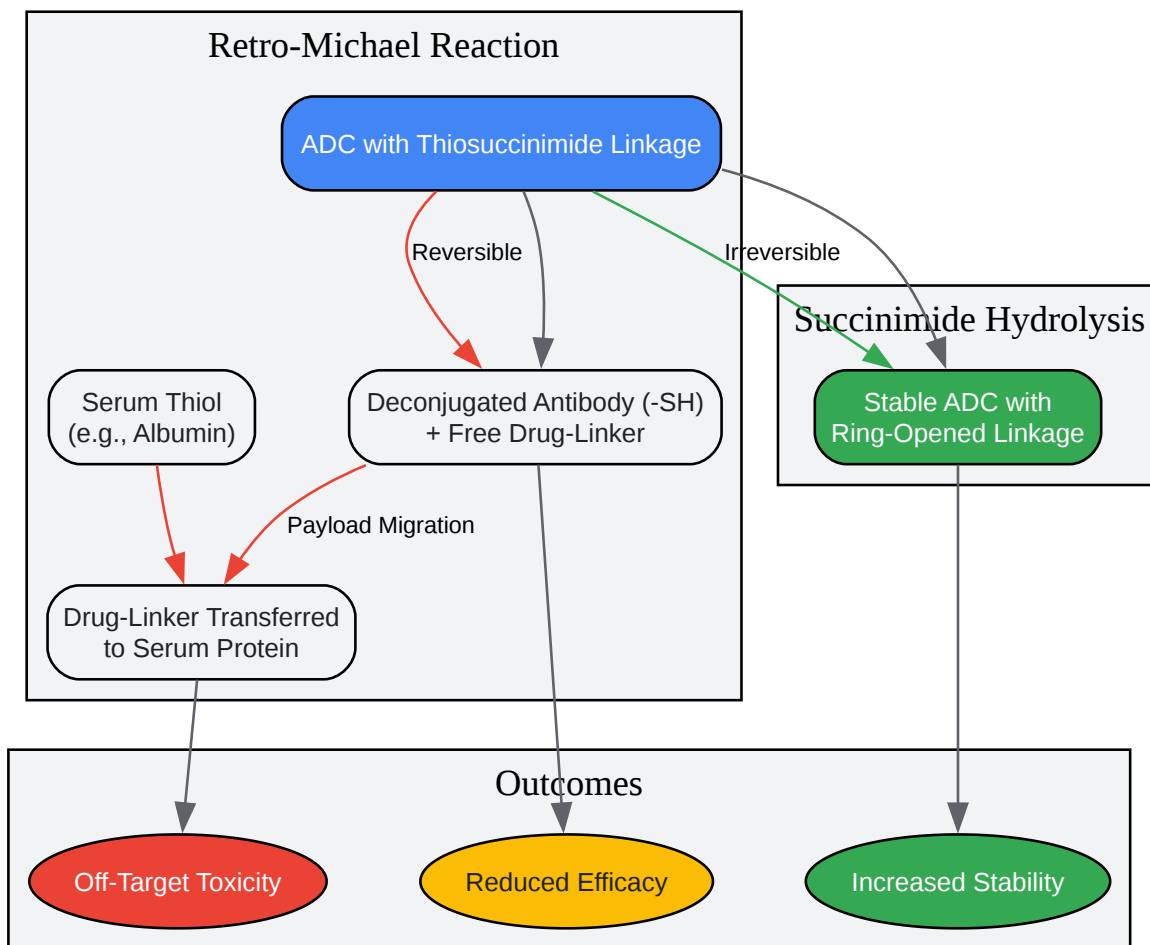 Retro-Michael Reaction
ADC with Thiosuccinimide Linkage
Reversible
Irreversible
Succinimide Hydrolysis
Serum Thiol
(e.g., Albumin)
Deconjugated Antibody (-SH)
+ Free Drug-Linker
Stable ADC with
Ring-Opened Linkage
Payload Migration
Drug-Linker Transferred
to Serum Protein
Outcomes
Off-Target Toxicity
Reduced Efficacy
Increased Stability